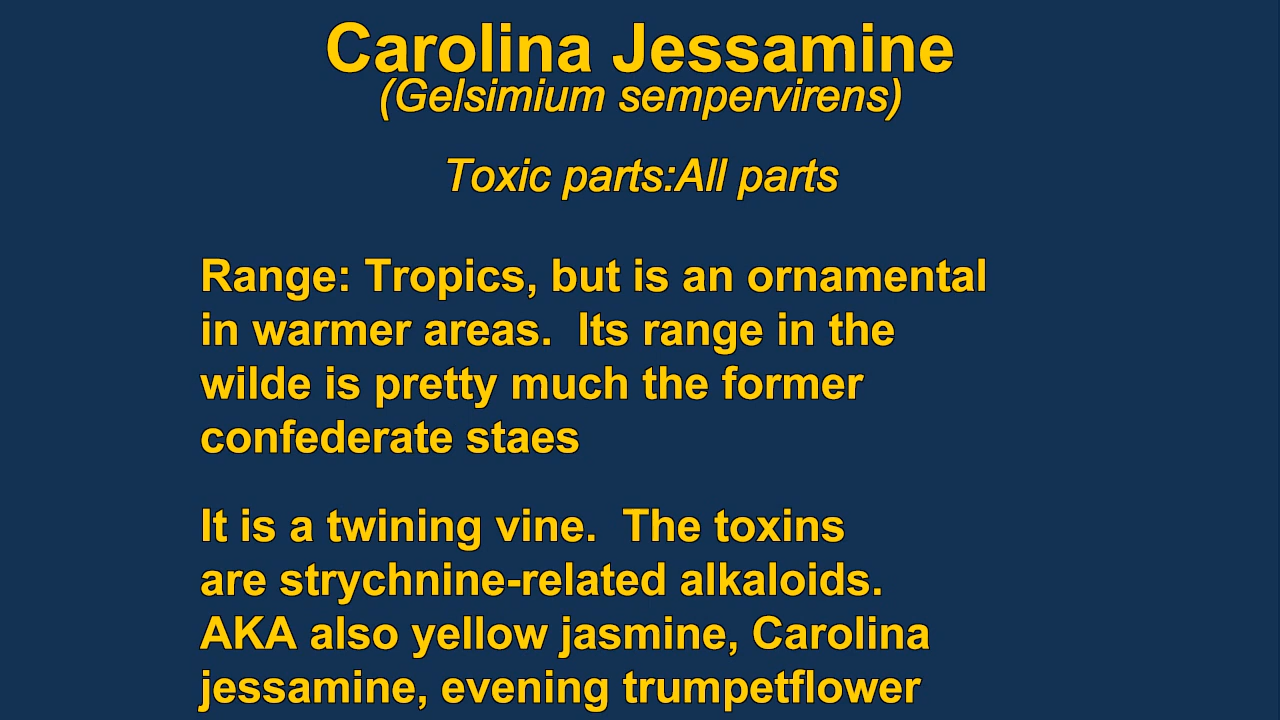 Carolina Jessamine
(Gelsimium sempervirens)
Toxic parts:All parts
Range: Tropics, but is an ornamental
in warmer areas.  Its range in the
wilde is pretty much the former
confederate staes
It is a twining vine.  The toxins
are strychnine-related alkaloids.
AKA also yellow jasmine, Carolina
jessamine, evening trumpetflower